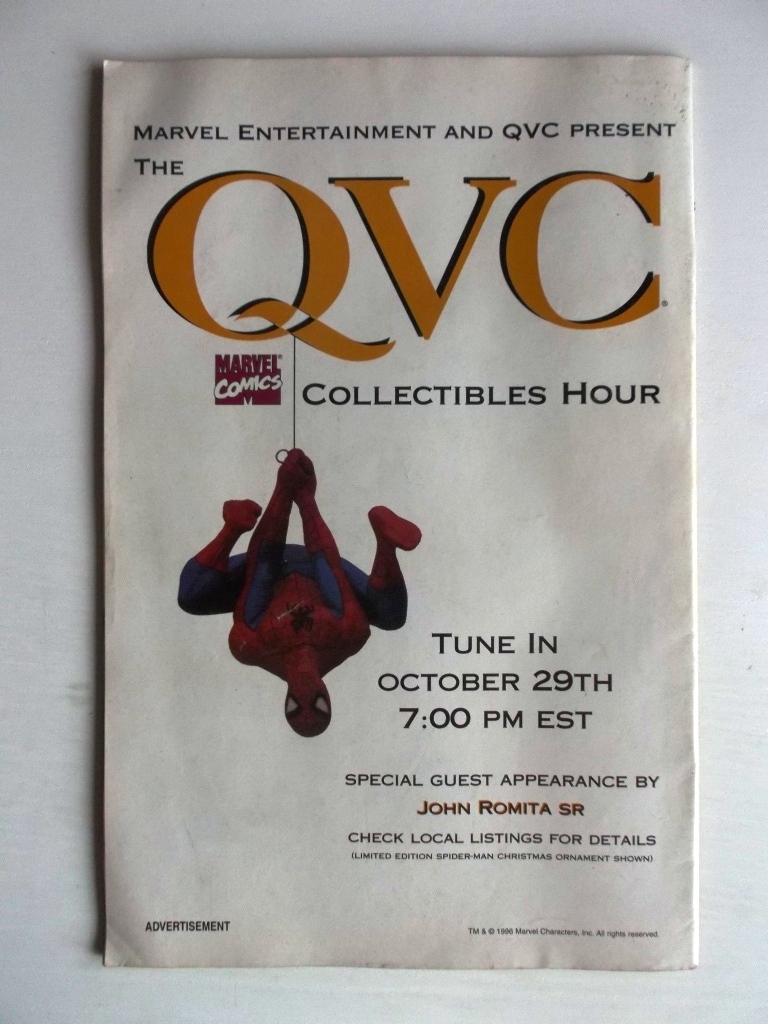 MARVEL ENTERTAINMENT AND QVC PRESENT
THE
QVC®
MARVEL®
COMICS
COLLECTIBLES HOUR
TUNE IN
OCTOBER 29TH
7:00 PM EST
SPECIAL GUEST APPEARANCE BY
JOHN ROMITA SR
CHECK LOCAL LISTINGS FOR DETAILS
(LIMITED EDITION SPIDER-MAN CHRISTMAS ORNAMENT SHOWN)
ADVERTISEMENT
TM & © 1996 Marvel Characters, Inc. All rights reserved.